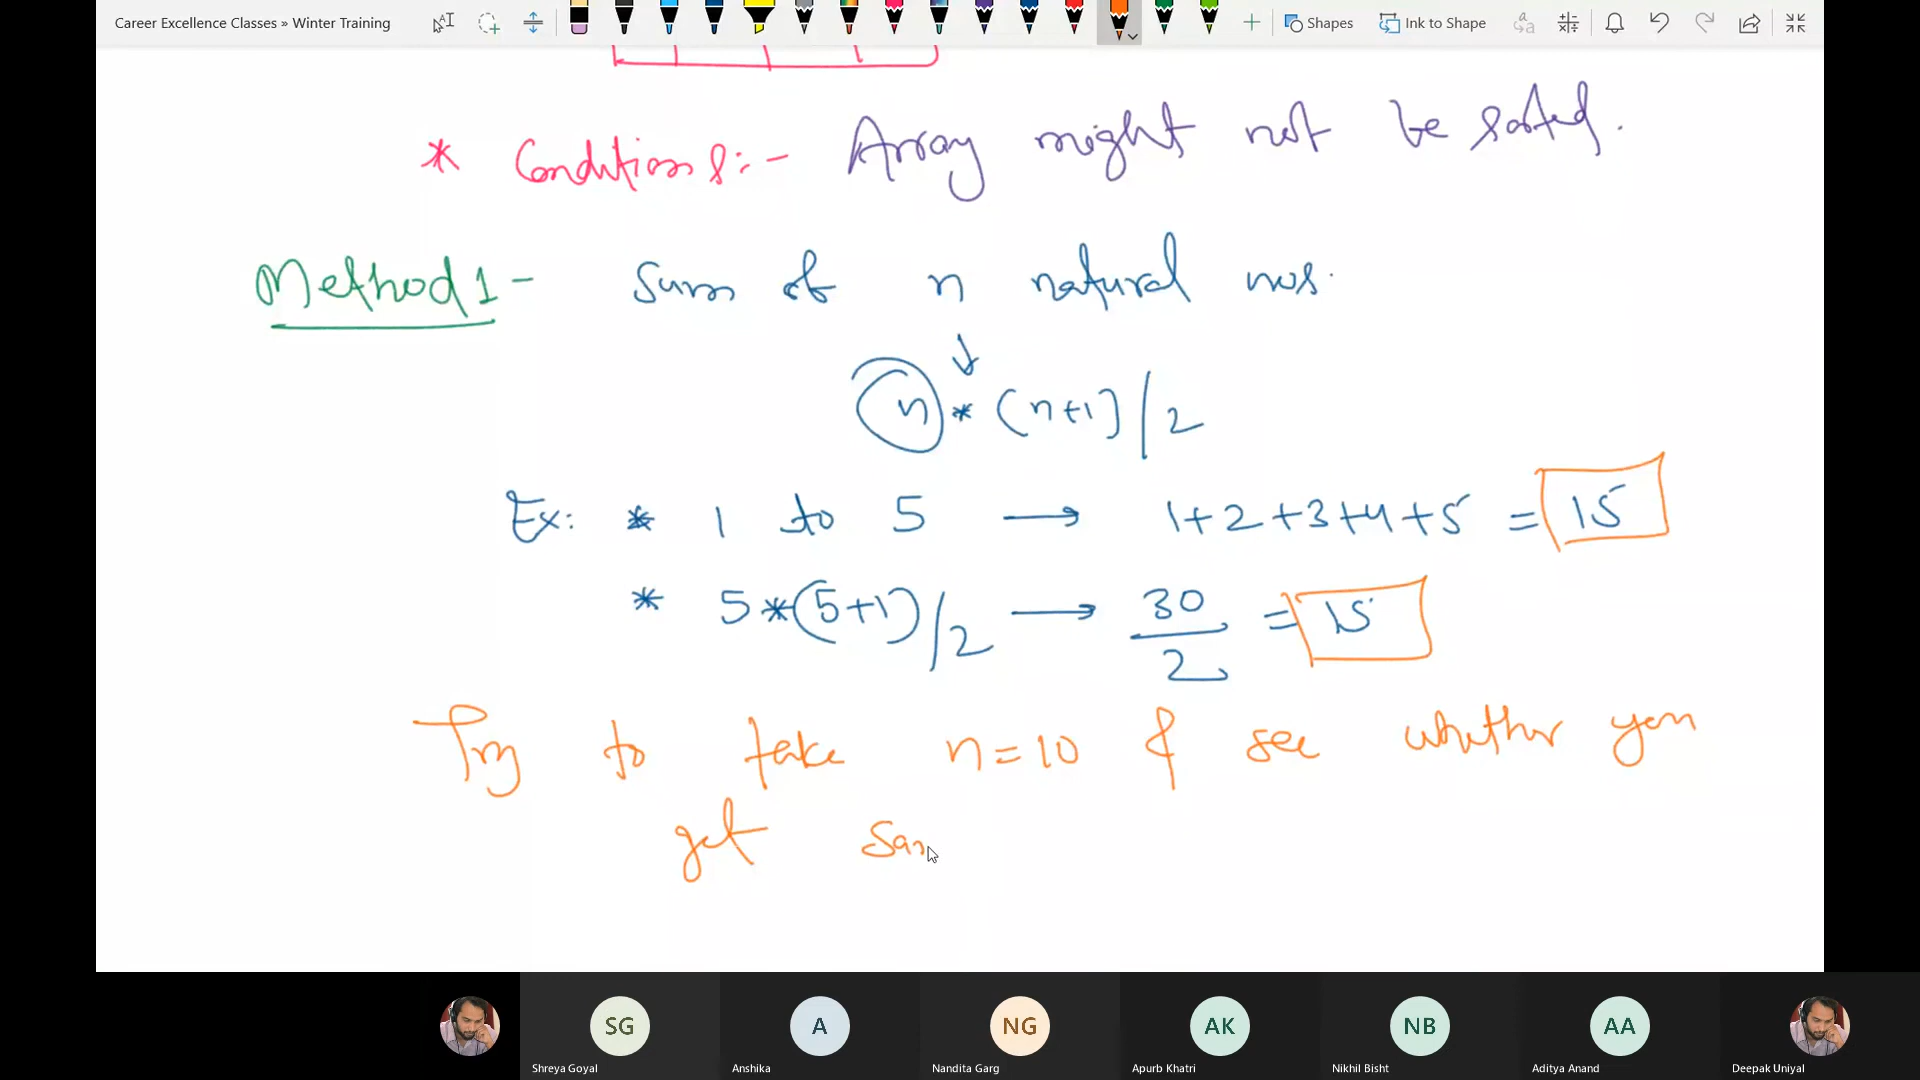 Career Excellence Classes » Winter Training
Shapes
Ink to Shape
* Conditions:- Array might not be sorted.
Method 1 - Sum of n natural nos.
n * (n+1) / 2
Ex: * 1 to 5 → 1+2+3+4+5 = 15
* 5*(5+1)/2 → 30/2 = 15
Try to take n=10 & see whether you
get sam
SG A NG AK NB AA
Shreya Goyal Anshika Nandita Garg Apurb Khatri Nikhil Bisht Aditya Anand Deepak Uniyal